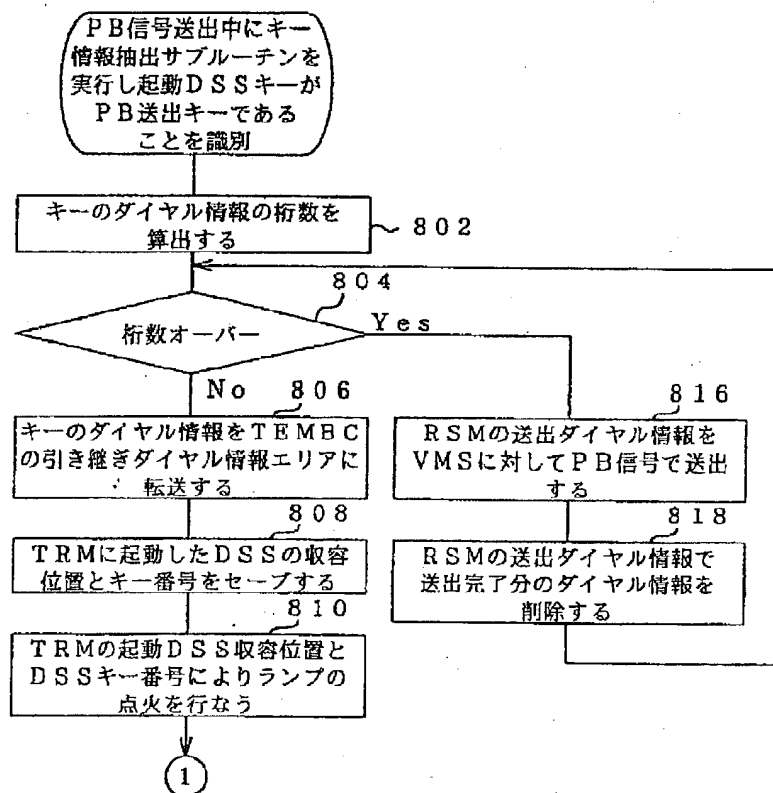 PB信号送出中にキー
情報抽出サブルーチンを
実行し起動DSSキーが
PB送出キーである
ことを識別
キーのダイヤル情報の桁数を
算出する
802
804
桁数オーバー
Yes
No
806
キーのダイヤル情報をTEMBC
の引き継ぎダイヤル情報エリアに
転送する
808
TRMに起動したDSSの収容
位置とキー番号をセーブする
810
TRMの起動DSS収容位置と
DSSキー番号によりランプの
点火を行なう
1
816
RSMの送出ダイヤル情報を
VMSに対してPB信号で送出
する
818
RSMの送出ダイヤル情報で
送出完了分のダイヤル情報を
削除する